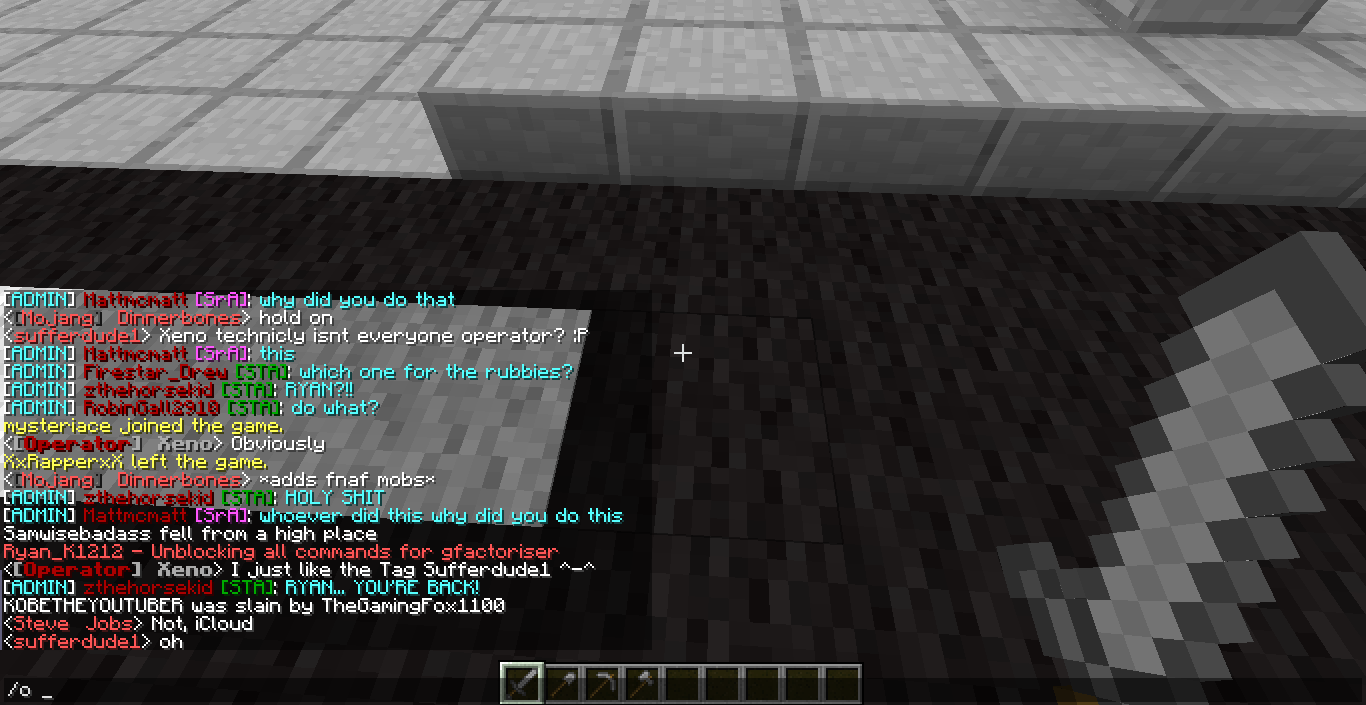 [ADMIN] Mattmcmatt [SrA]: why did you do that
<[Mojang] Dinnerbones> hold on
<sufferdude1> Xeno technicly isnt everyone operator? :P
[ADMIN] Mattmcmatt [SrA]: this
[ADMIN] Firestar_Drew [STA]: which one for the rubbies?
[ADMIN] zthehorsekid [STA]: RYAN?!!
[ADMIN] RobinGall2910 [STA]: do what?
mysteriace joined the game.
<[Operator] Xeno> Obviously
XxRapperxX left the game.
<[Mojang] Dinnerbones> *adds fnaf mobs*
[ADMIN] zthehorsekid [STA]: HOLY SHIT
[ADMIN] Mattmcmatt [SrA]: whoever did this why did you do this
Samwisebadass fell from a high place
Ryan_K1212 - Unblocking all commands for gfactoriser
<[Operator] Xeno> I just like the Tag Sufferdude1 ^-^
[ADMIN] zthehorsekid [STA]: RYAN... YOU'RE BACK!
KOBETHEYOUTUBER was slain by TheGamingFox1100
<Steve Jobs> Not, iCloud
<sufferdude1> oh
/o _